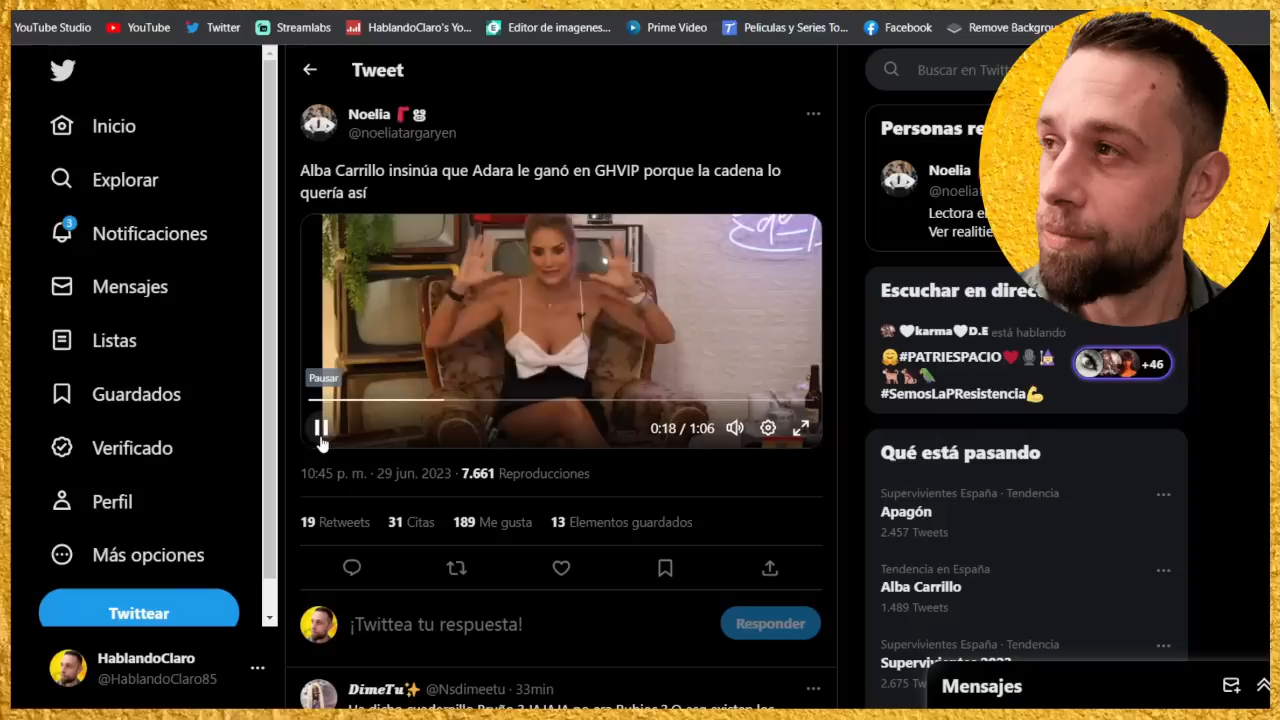 YouTube Studio YouTube Twitter Streamlabs HablandoClaro's Yo... Editor de imagenes... Prime Video Peliculas y Series To... Facebook Remove Backgrou
Tweet
Buscar en Twitt
Inicio
Explorar
3
Notificaciones
Mensajes
Listas
Guardados
Verificado
Perfil
Más opciones
Twittear
HablandoClaro
@HablandoClaro85
Noelia
@noeliatargaryen
Alba Carrillo insinúa que Adara le ganó en GHVIP porque la cadena lo
quería así
Pausar
0:18 / 1:06
10:45 p. m. · 29 jun. 2023 · 7.661 Reproducciones
19 Retweets 31 Citas 189 Me gusta 13 Elementos guardados
¡Twittea tu respuesta!
Responder
DimeTu @Nsdimeetu · 33min
Personas re
Noelia
@noelia
Lectora e
Ver realitie
Escuchar en direc
karma D.E está hablando
#PATRIESPACIO
#SemosLaPResistencia
+46
Qué está pasando
Supervivientes España · Tendencia
Apagón
2.457 Tweets
Tendencia en España
Alba Carrillo
1.489 Tweets
Supervivientes España · Tendencia
Supervivientes 2023
2.675 Tw
Mensajes